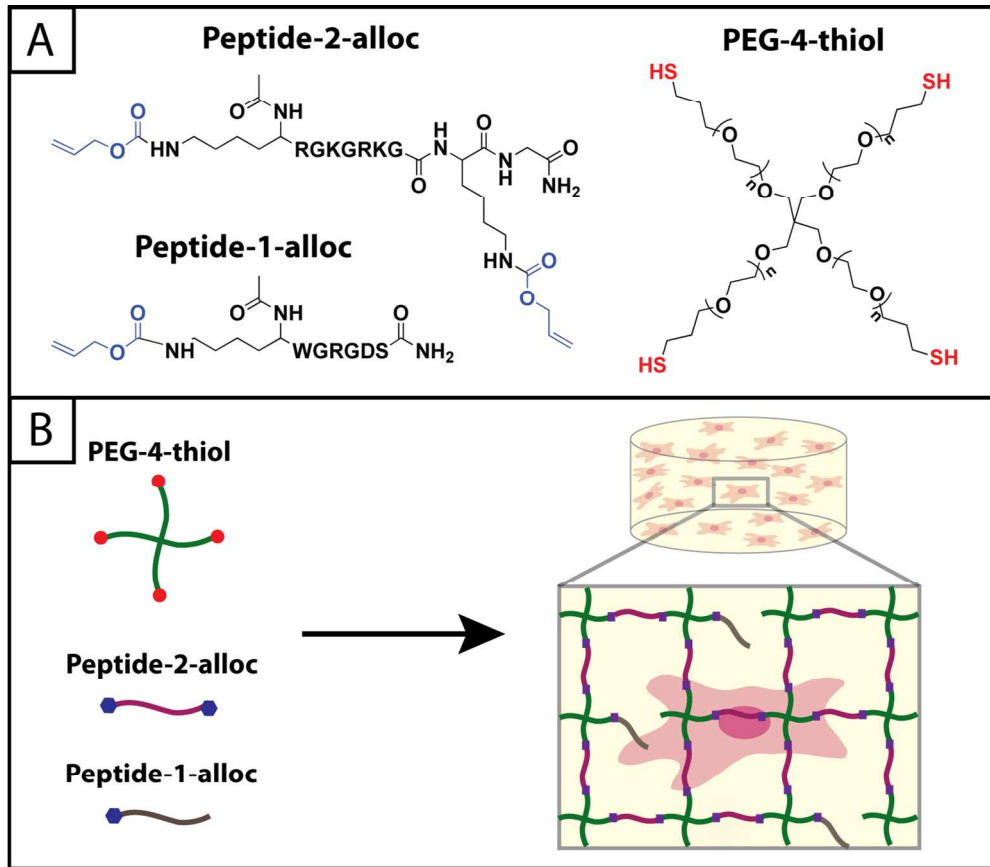 A
Peptide-2-alloc
PEG-4-thiol
O
O
NH
O
NH
RGKGRKG
O
H
N
O
N
H
O
NH₂
HN
O
O
Peptide-1-alloc
O
O
NH
O
NH
WGRGDS
O
NH₂
HS
SH
O
n
O
O
n
O
O
n
O
O
n
O
HS
SH
B
PEG-4-thiol
Peptide-2-alloc
Peptide-1-alloc